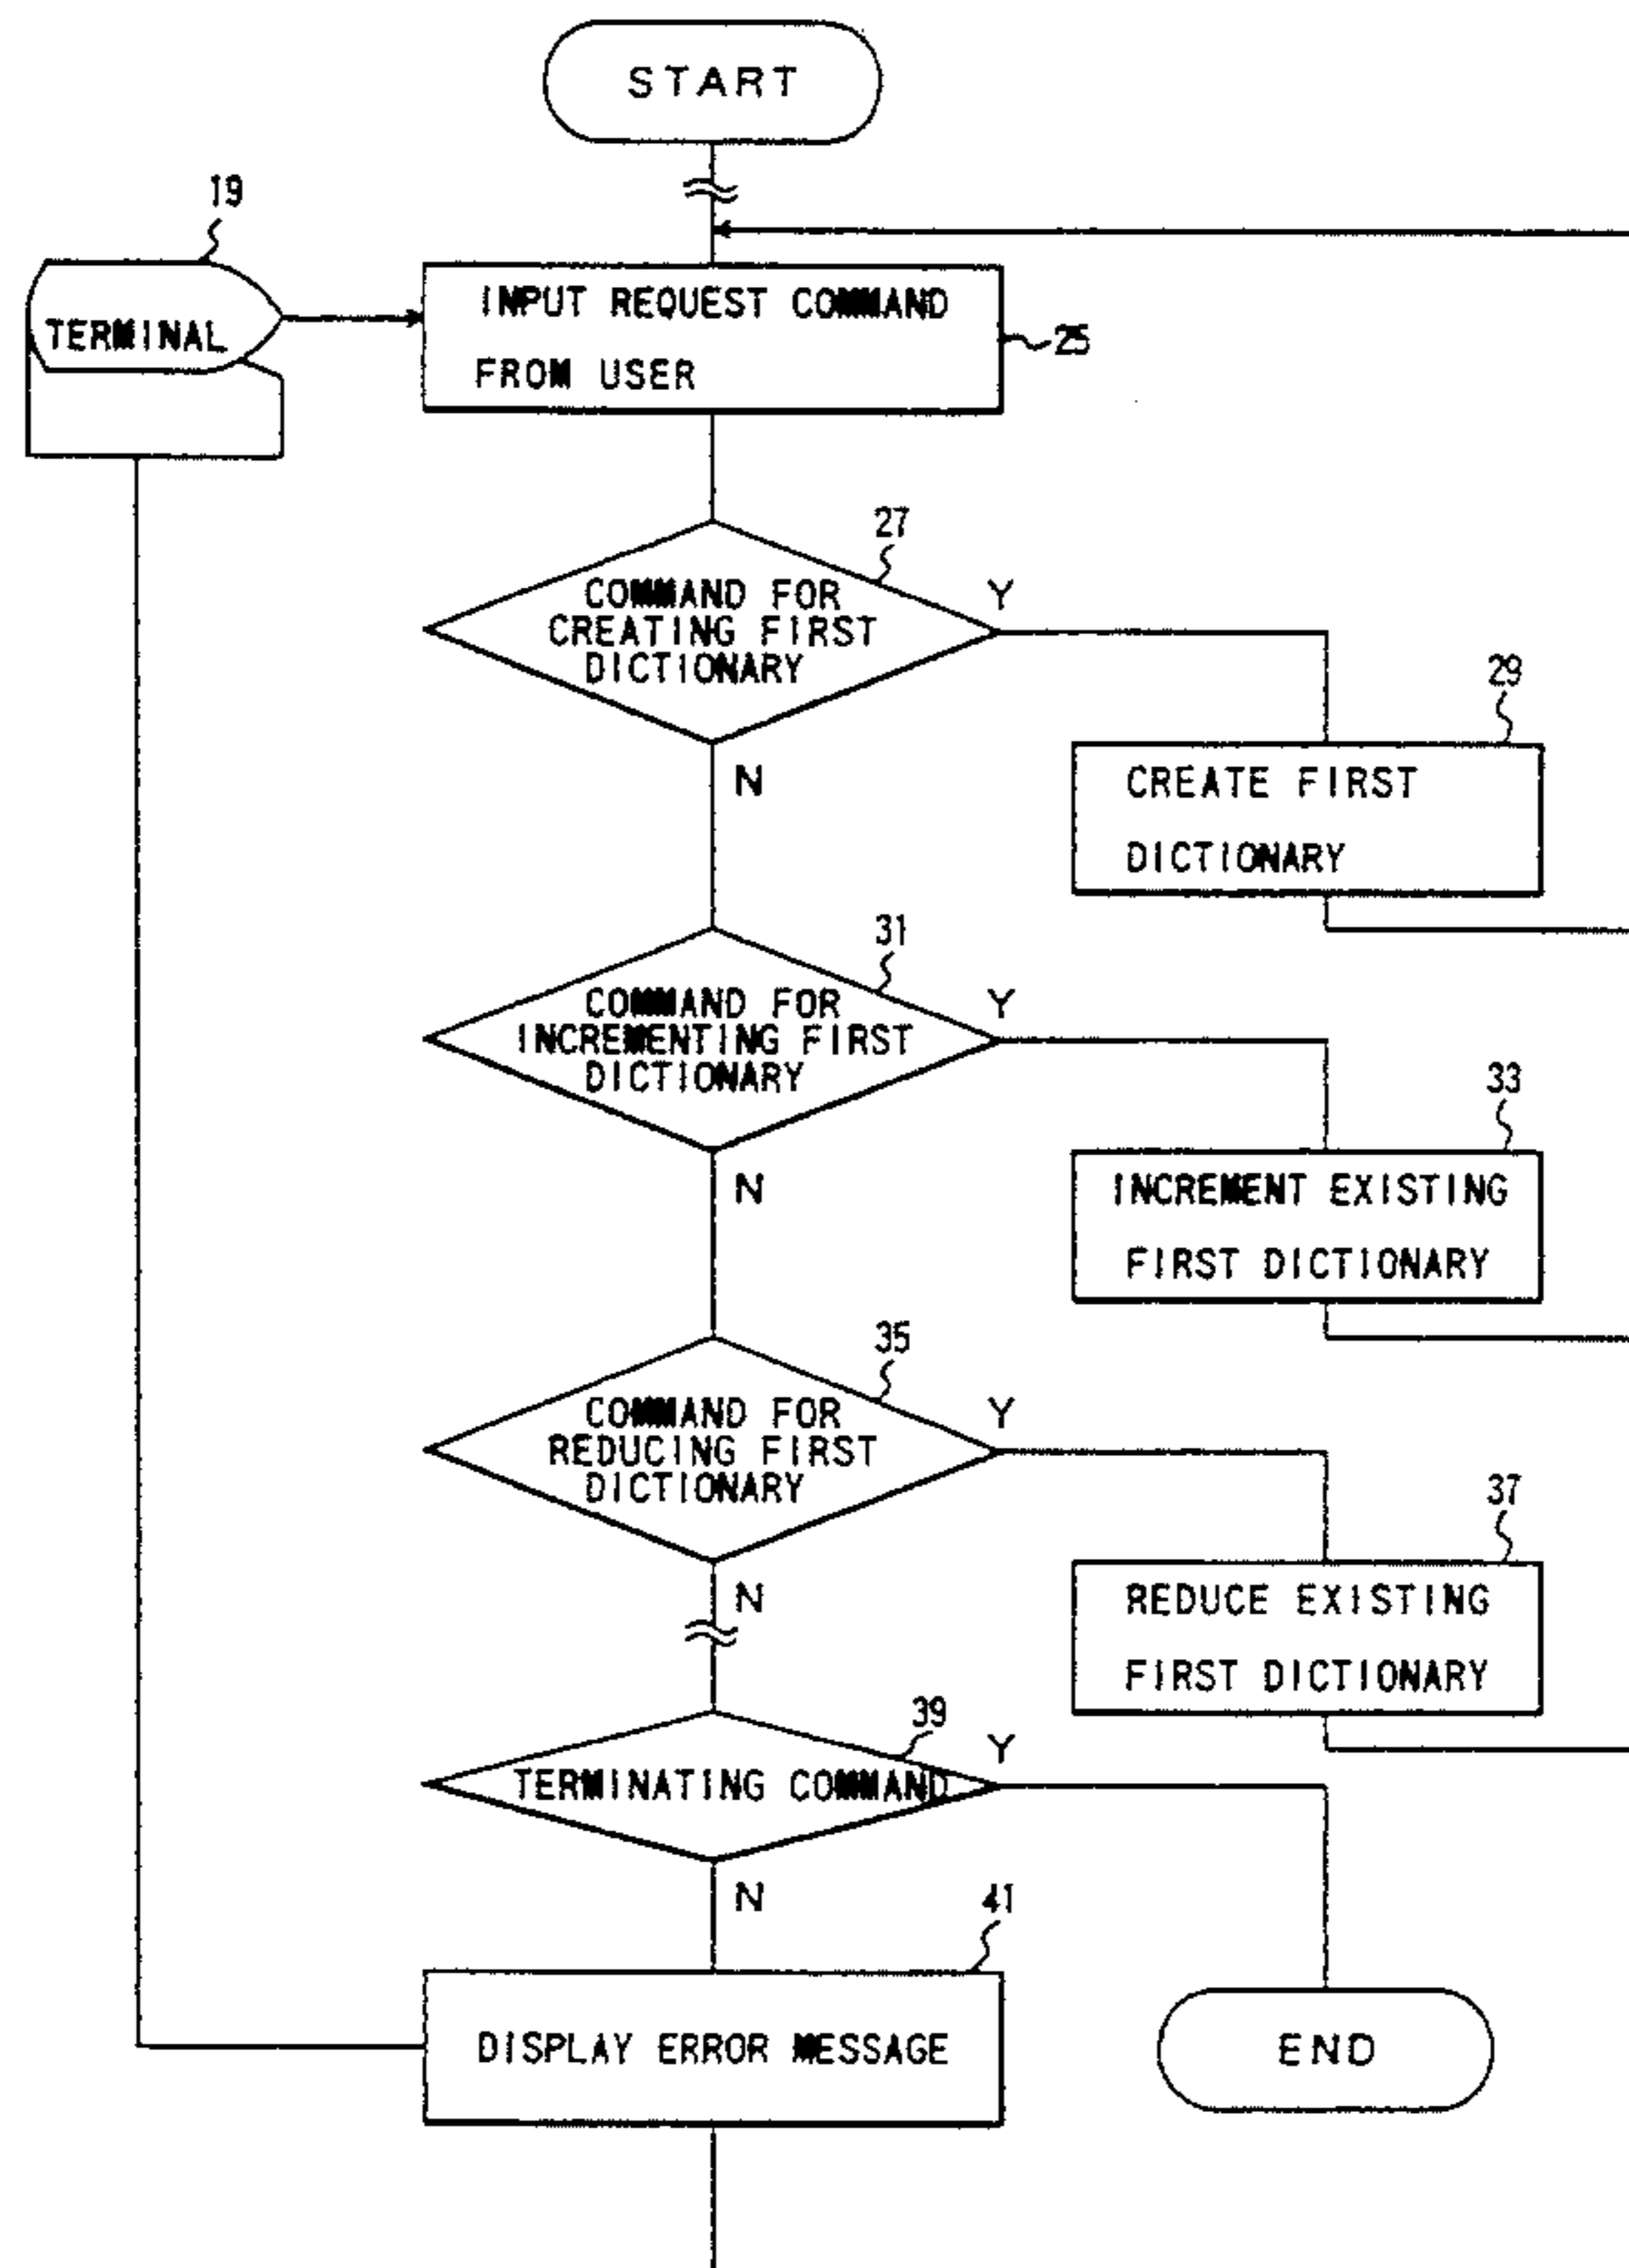 START
19
TERMINAL
INPUT REQUEST COMMAND
FROM USER
25
27
COMMAND FOR
CREATING FIRST
DICTIONARY
Y
N
29
CREATE FIRST
DICTIONARY
31
COMMAND FOR
INCREMENTING FIRST
DICTIONARY
Y
N
33
INCREMENT EXISTING
FIRST DICTIONARY
35
COMMAND FOR
REDUCING FIRST
DICTIONARY
Y
N
37
REDUCE EXISTING
FIRST DICTIONARY
39
TERMINATING COMMAND
Y
N
41
DISPLAY ERROR MESSAGE
END